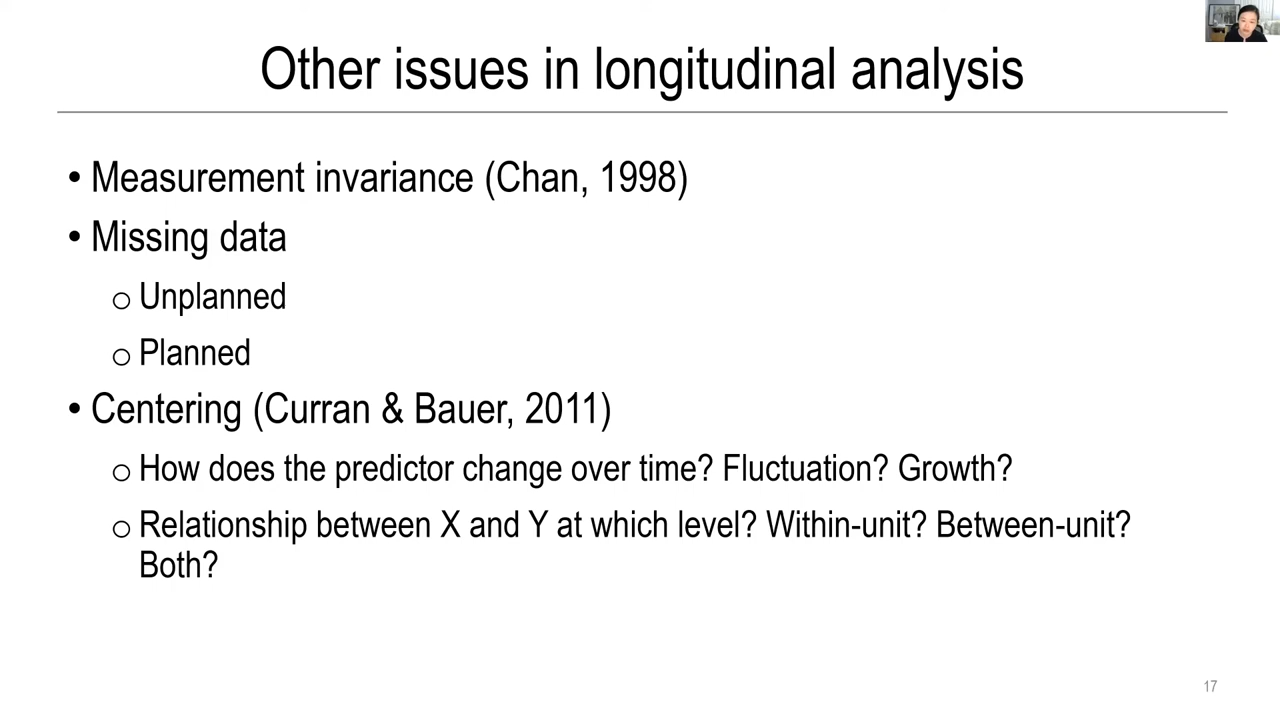 Other issues in longitudinal analysis
• Measurement invariance (Chan, 1998)
• Missing data
o Unplanned
o Planned
• Centering (Curran & Bauer, 2011)
o How does the predictor change over time? Fluctuation? Growth?
o Relationship between X and Y at which level? Within-unit? Between-unit?
Both?
17